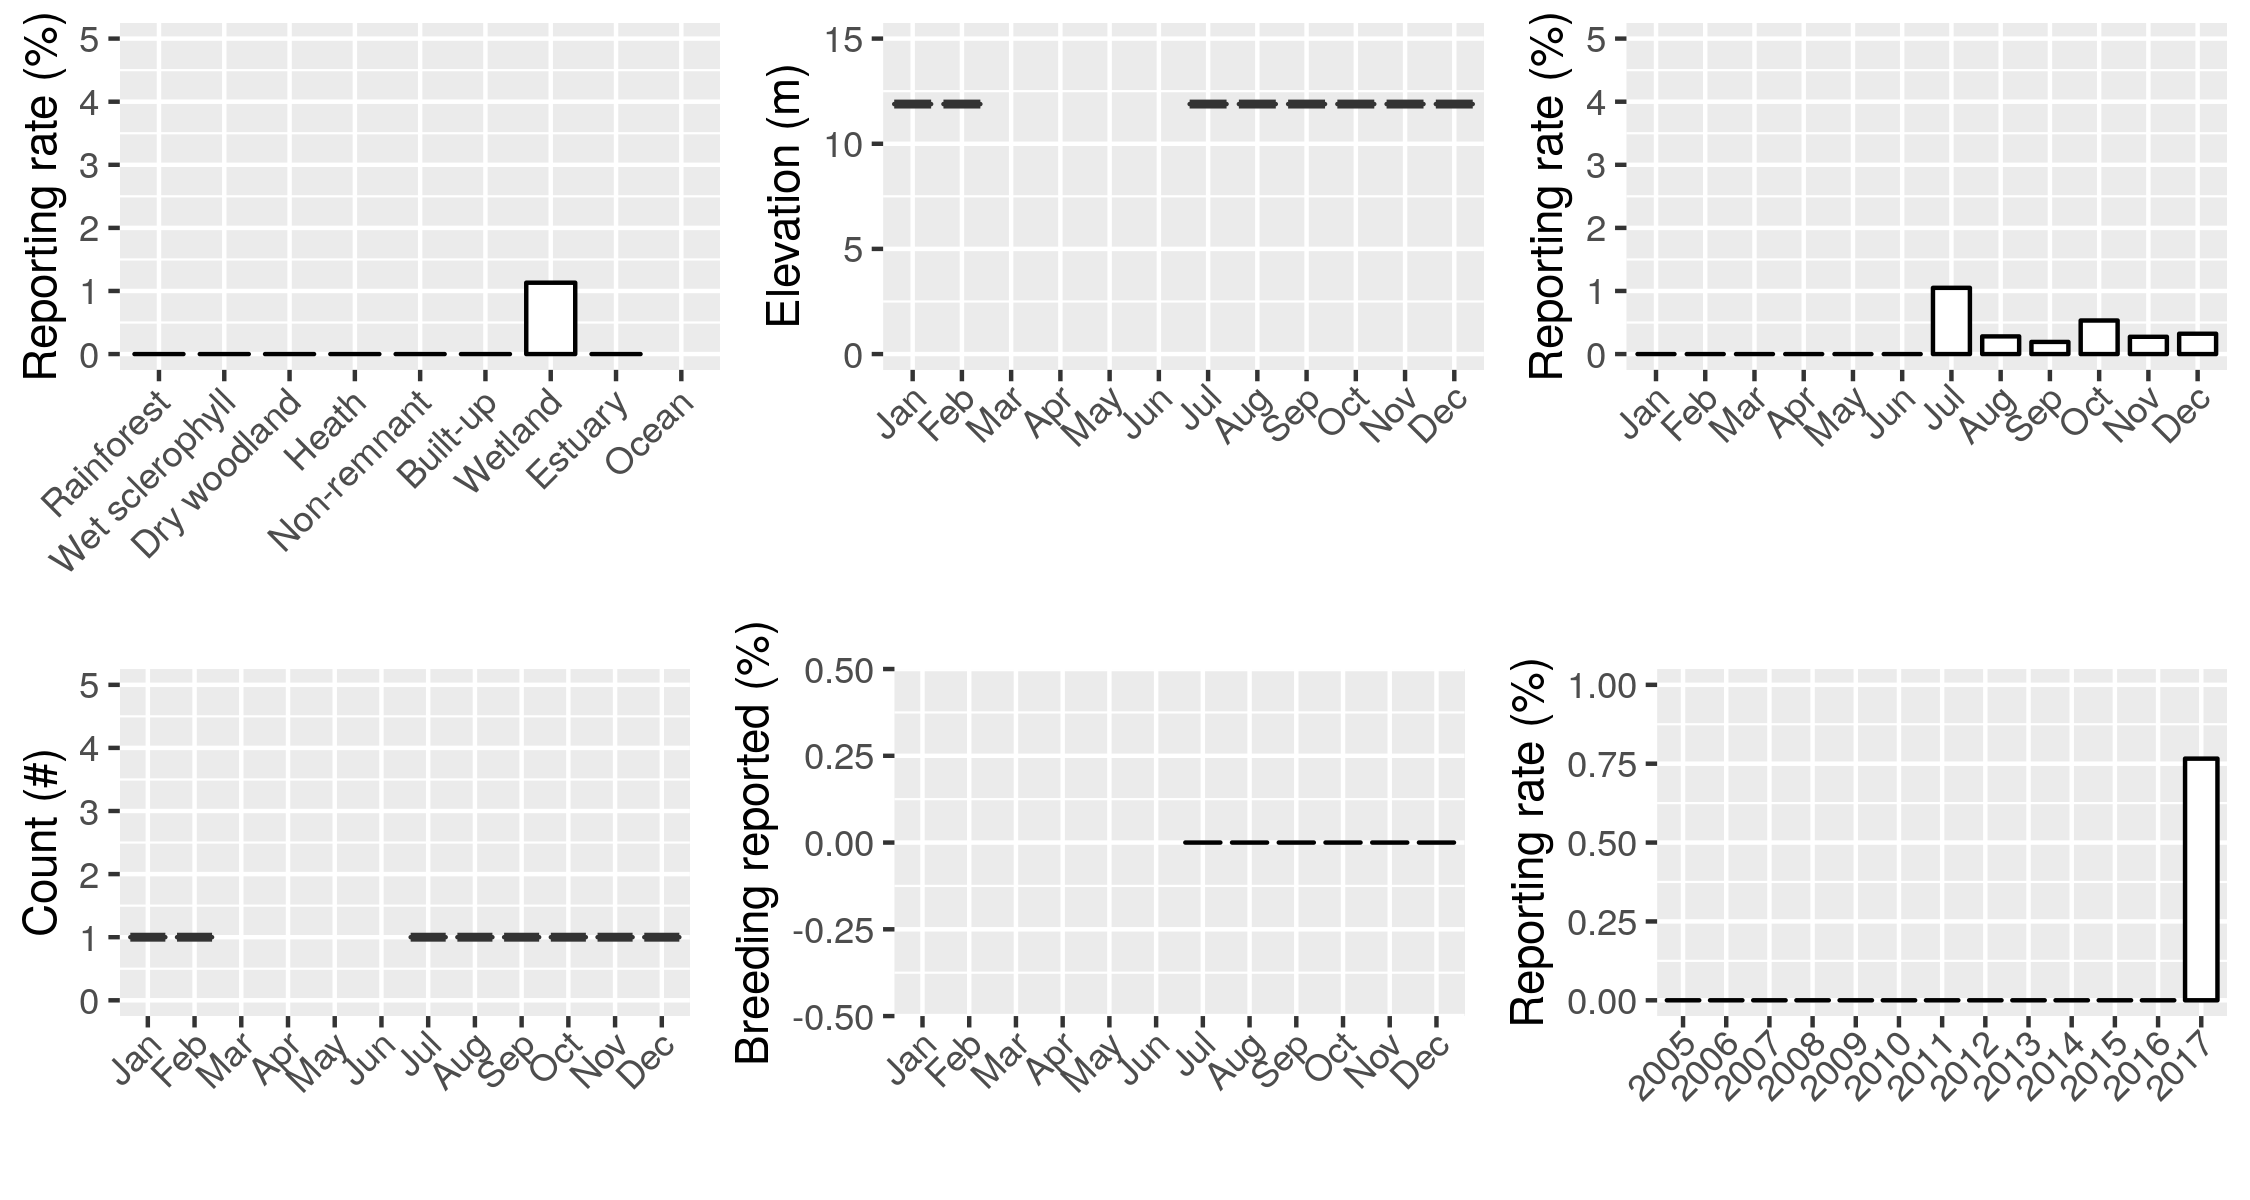 Reporting rate (%)
5
4
3
2
1
0
Rainforest
Wet sclerophyll
Dry woodland
Heath
Non-remnant
Built-up
Wetland
Estuary
Ocean
Elevation (m)
15
10
5
0
Jan
Feb
Mar
Apr
May
Jun
Jul
Aug
Sep
Oct
Nov
Dec
Reporting rate (%)
5
4
3
2
1
0
Jan
Feb
Mar
Apr
May
Jun
Jul
Aug
Sep
Oct
Nov
Dec
Count (#)
5
4
3
2
1
0
Jan
Feb
Mar
Apr
May
Jun
Jul
Aug
Sep
Oct
Nov
Dec
Breeding reported (%)
0.50
0.25
0.00
-0.25
-0.50
Jan
Feb
Mar
Apr
May
Jun
Jul
Aug
Sep
Oct
Nov
Dec
Reporting rate (%)
1.00
0.75
0.50
0.25
0.00
2005
2006
2007
2008
2009
2010
2011
2012
2013
2014
2015
2016
2017